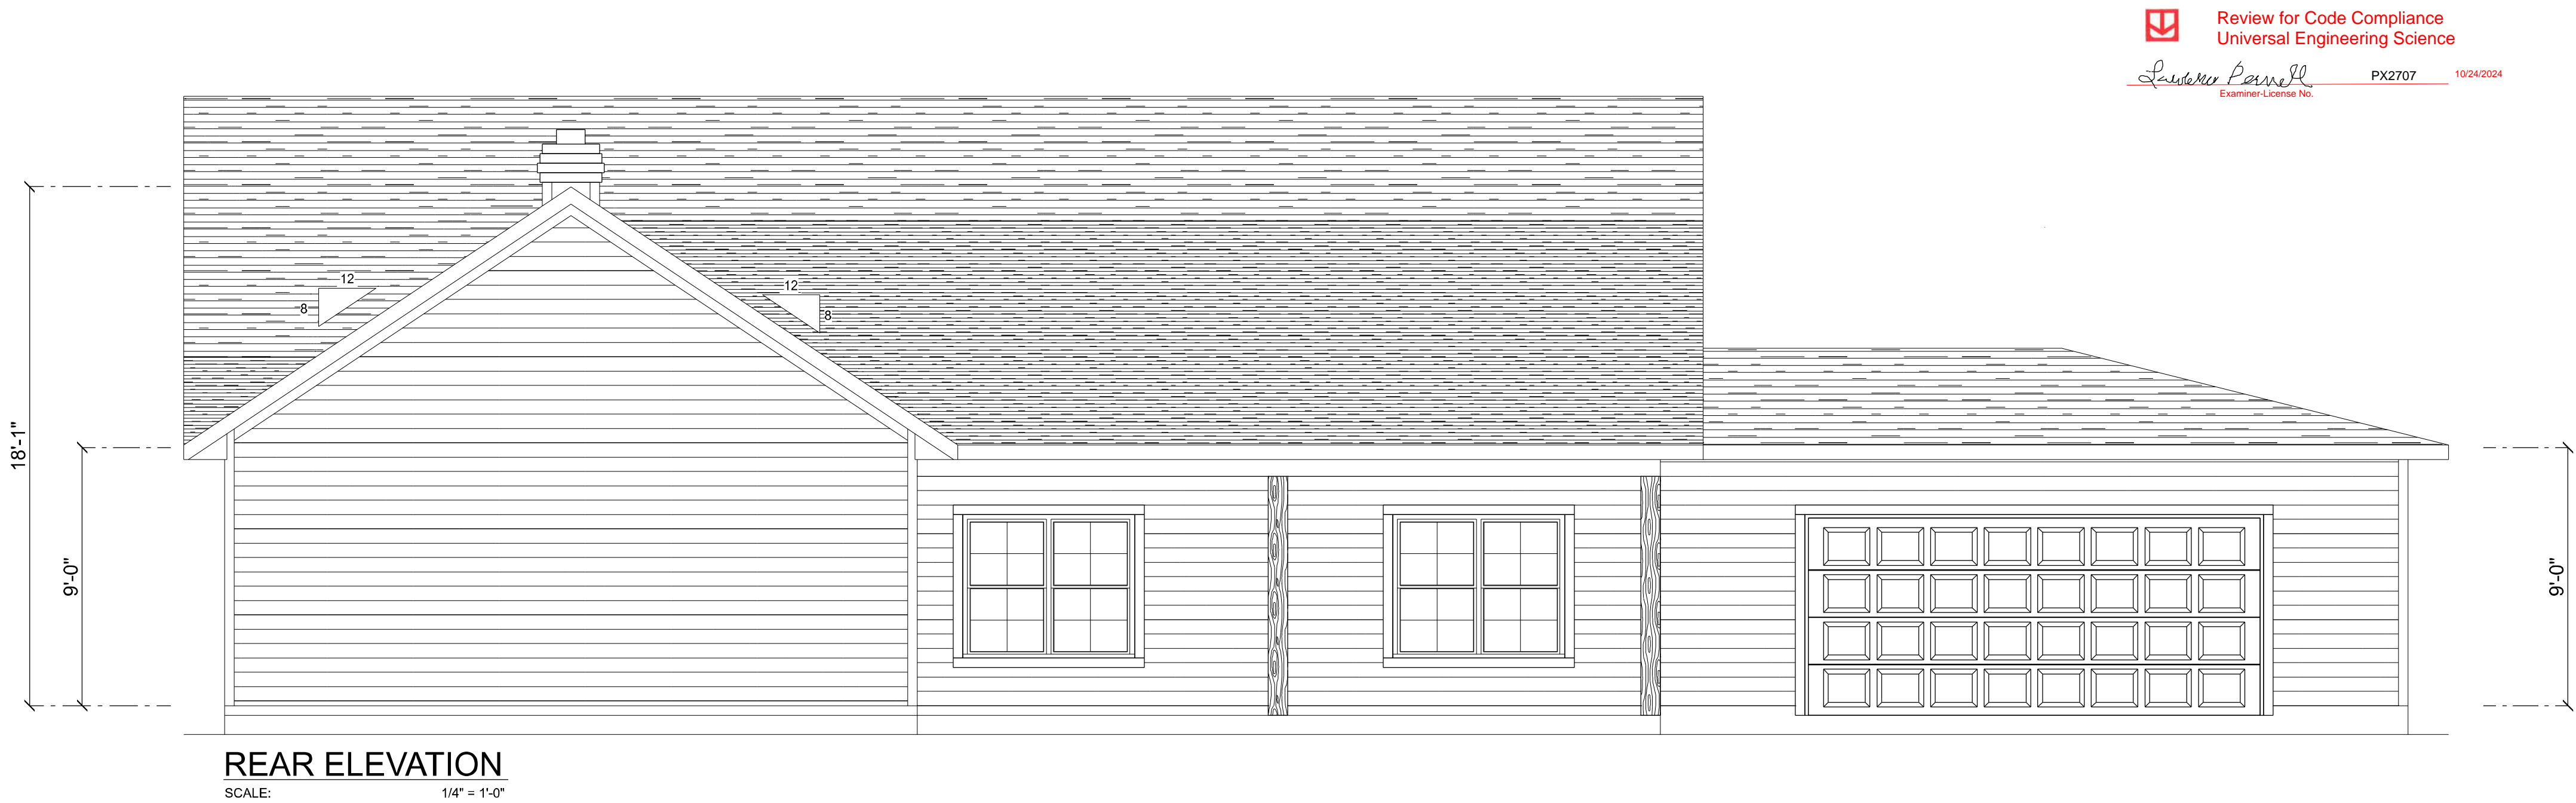 Review for Code Compliance
Universal Engineering Science
PX2707
10/24/2024
Examiner-License No.
12
8
12
8
18'-1"
9'-0"
9'-0"
REAR ELEVATION
SCALE: 1/4" = 1'-0"